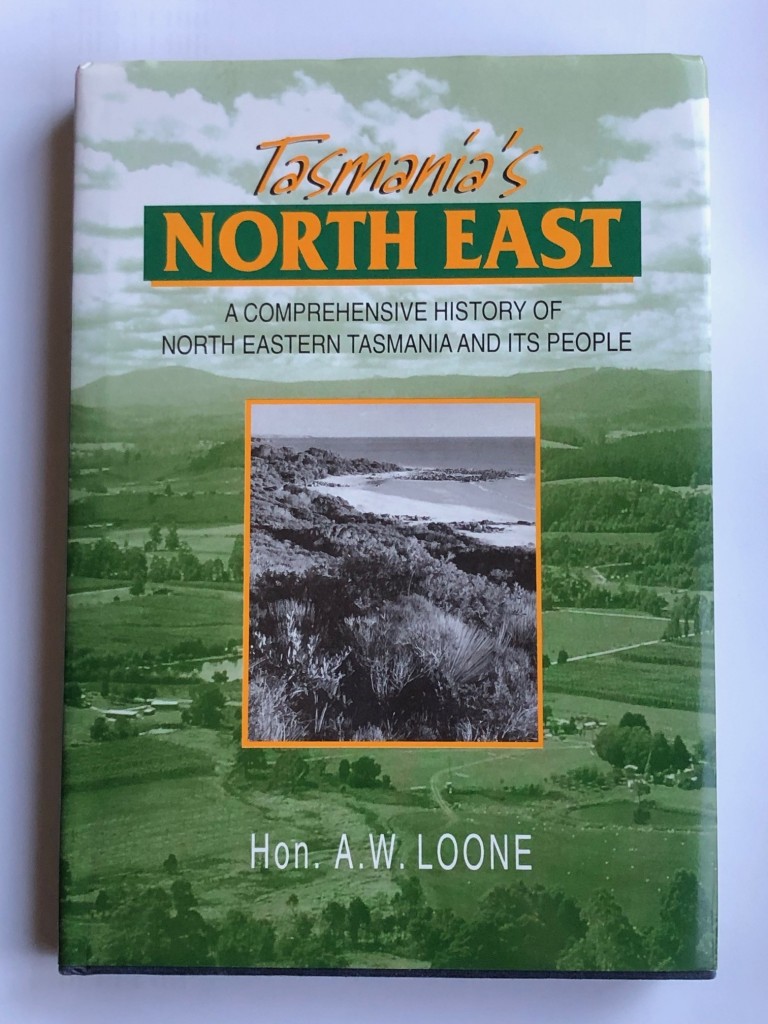 Tasmania's
NORTH EAST
A COMPREHENSIVE HISTORY OF
NORTH EASTERN TASMANIA AND ITS PEOPLE
Hon. A.W. LOONE